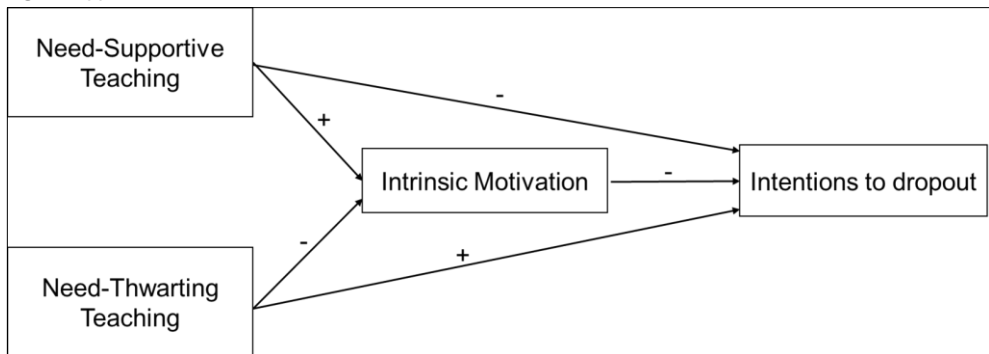 Need-Supportive
Teaching
-
+
Intrinsic Motivation
-
Intentions to dropout
-
+
Need-Thwarting
Teaching